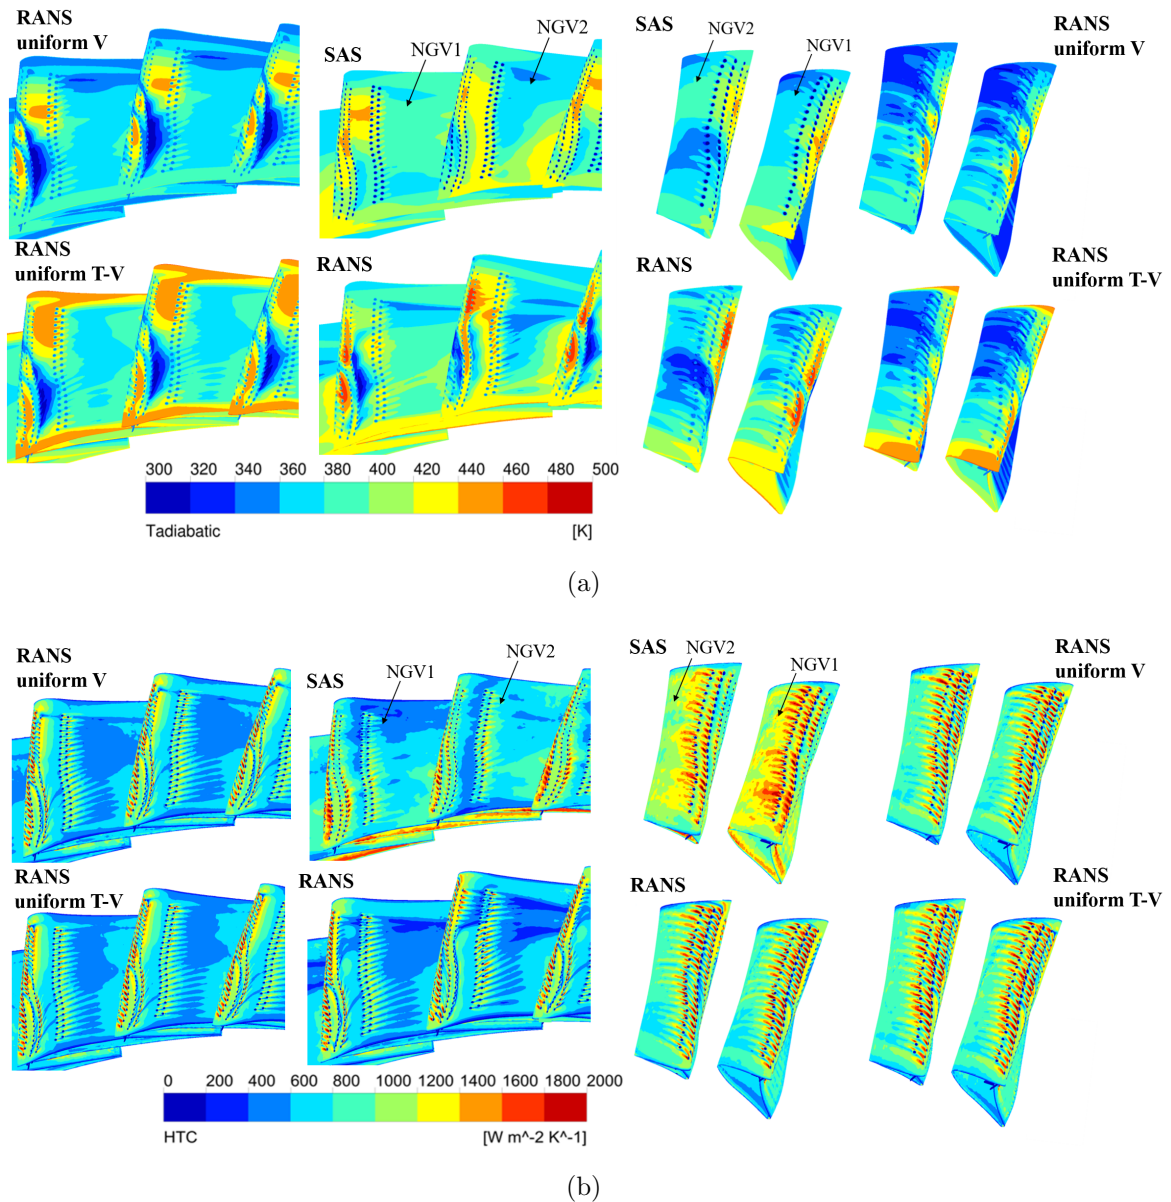 RANS
uniform V
SAS
NGV1
NGV2
SAS
NGV2
NGV1
RANS
uniform V
RANS
uniform T-V
RANS
RANS
RANS
uniform T-V
300 320 340 360 380 400 420 440 460 480 500
Tadiabatic [K]
(a)
RANS
uniform V
SAS
NGV1
NGV2
SAS
NGV2
NGV1
RANS
uniform V
RANS
uniform T-V
RANS
RANS
RANS
uniform T-V
0 200 400 600 800 1000 1200 1400 1600 1800 2000
HTC [W m^-2 K^-1]
(b)